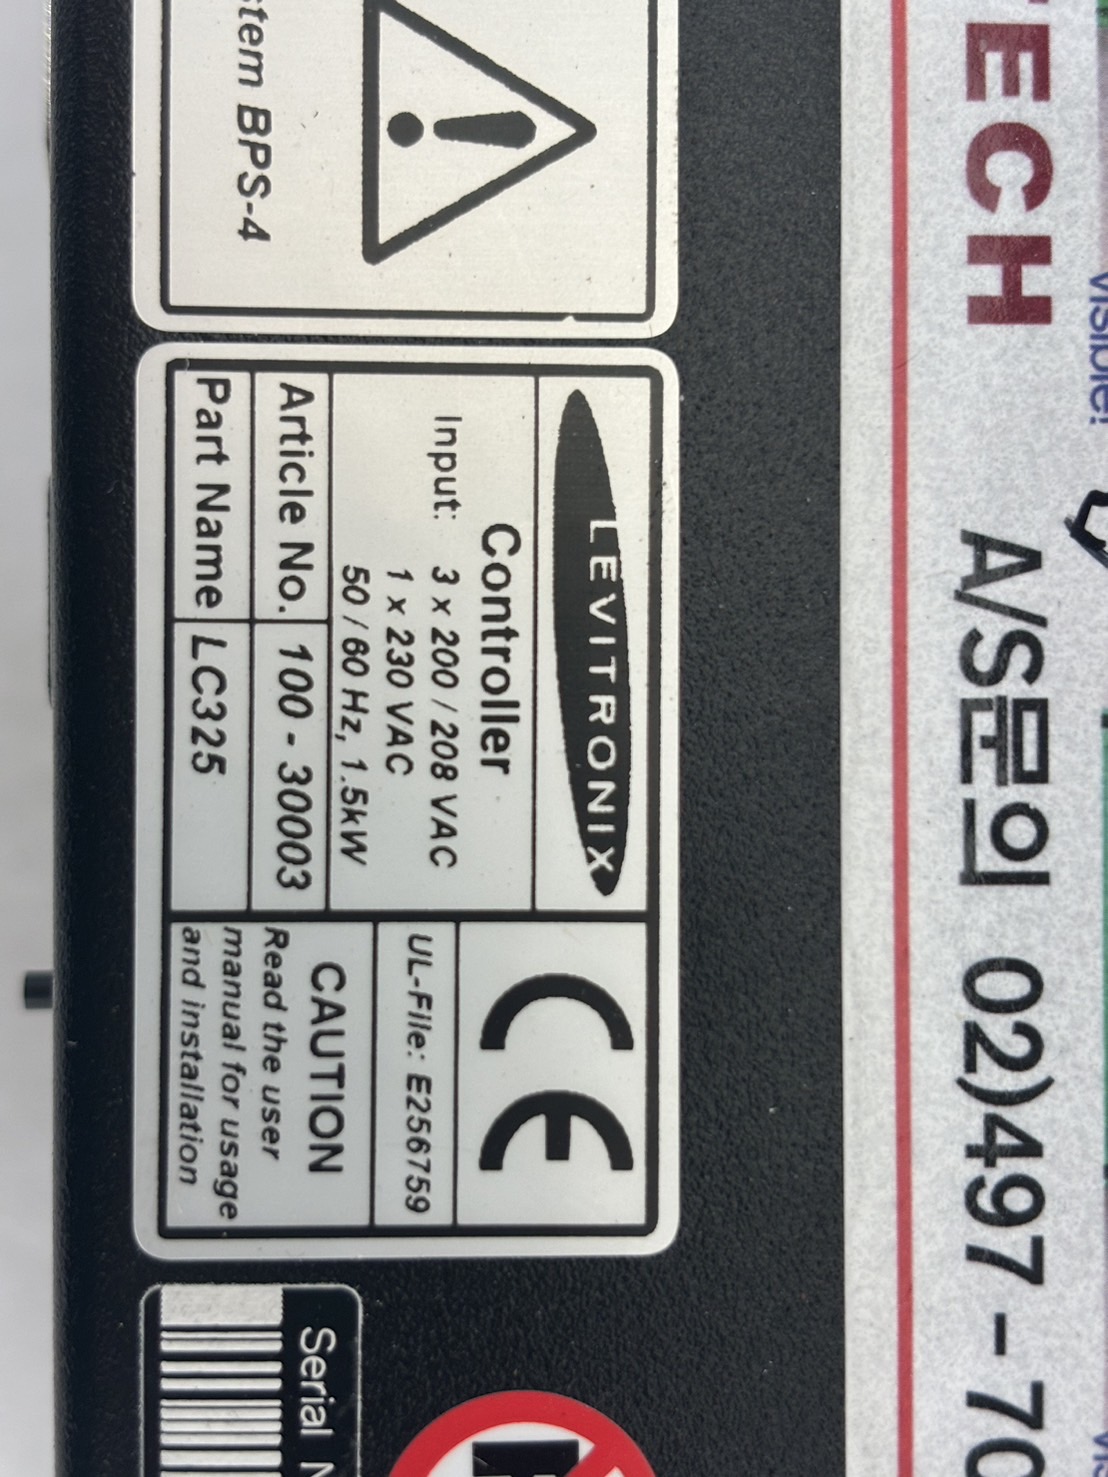 TECH
A/S문의 02)497-70
visible!
stem BPS-4
LEVITRONIX
Controller
Input: 3 x 200 / 208 VAC
1 x 230 VAC
50 / 60 Hz, 1.5kW
Article No. 100 - 30003
Part Name LC325
CE
UL-File: E256759
CAUTION
Read the user
manual for usage
and installation
Serial